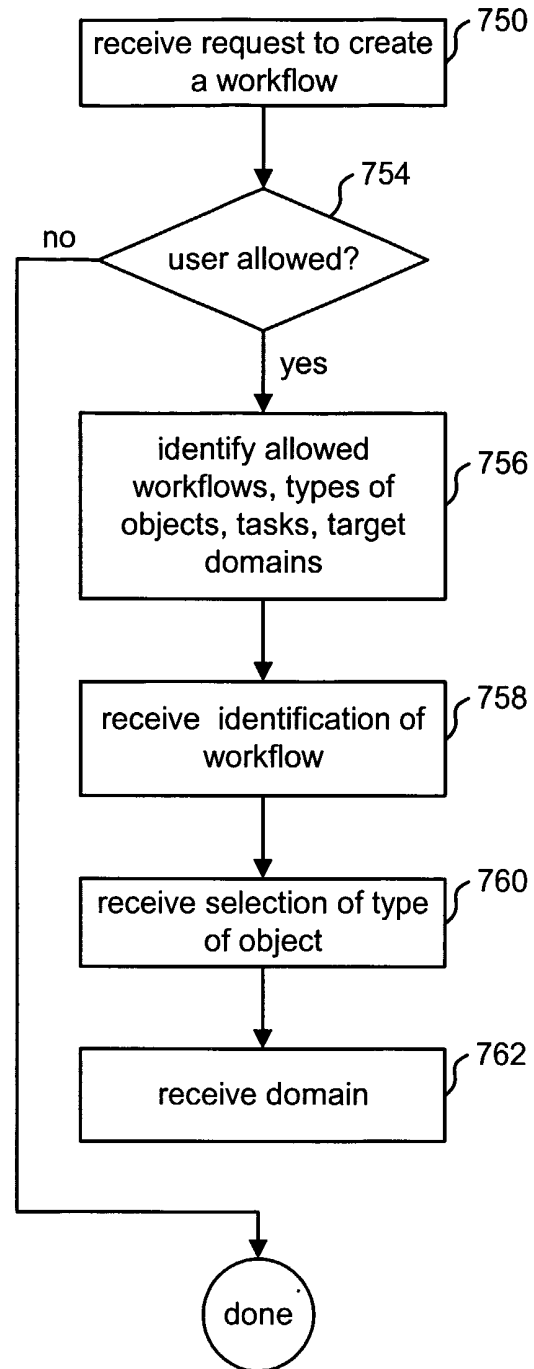 750
receive request to create
a workflow
754
no
user allowed?
yes
756
identify allowed
workflows, types of
objects, tasks, target
domains
758
receive identification of
workflow
760
receive selection of type
of object
762
receive domain
done